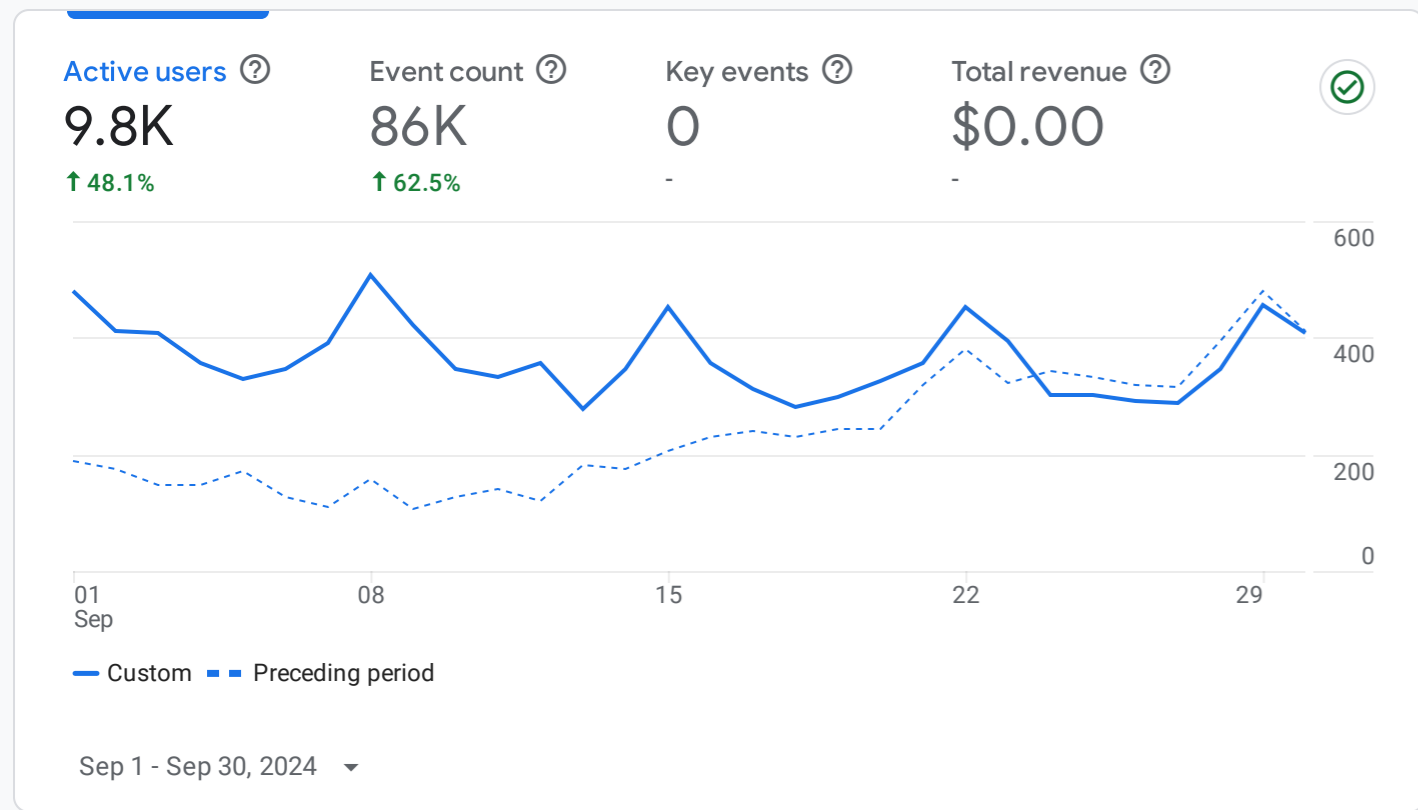 Active users
Event count
Key events
Total revenue
9.8K
86K
0
$0.00
48.1%
62.5%
-
-
600
400
200
0
01
Sep
08
15
22
29
Custom
Preceding period
Sep 1 - Sep 30, 2024